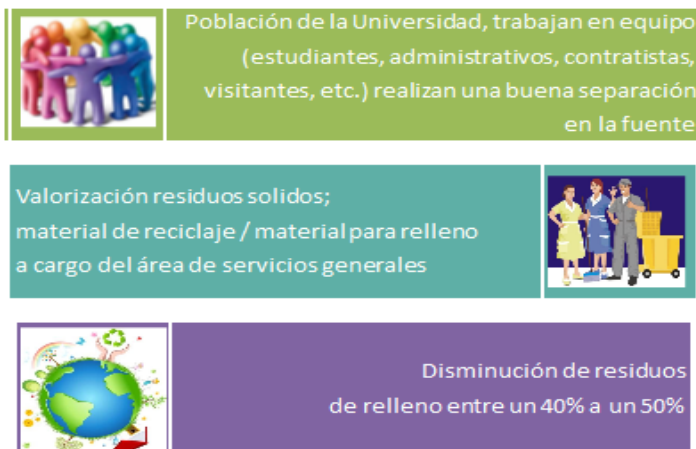 Población de la Universidad, trabajan en equipo
(estudiantes, administrativos, contratistas,
visitantes, etc.) realizan una buena separación
en la fuente
Valorización residuos solidos;
material de reciclaje / material para relleno
a cargo del área de servicios generales
Disminución de residuos
de relleno entre un 40% a un 50%